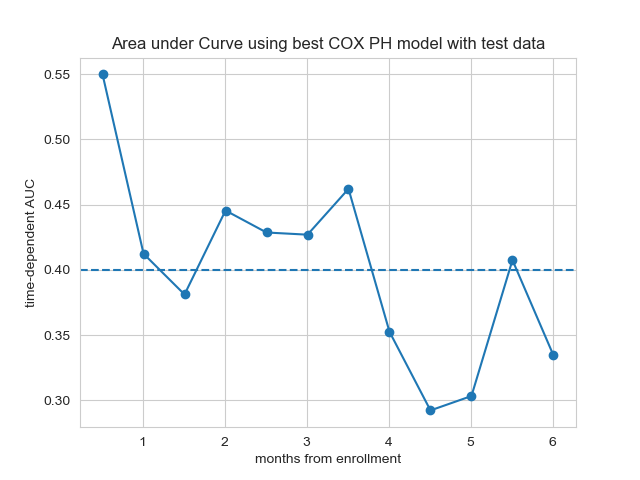 Area under Curve using best COX PH model with test data
time-dependent AUC
0.55
0.50
0.45
0.40
0.35
0.30
1 2 3 4 5 6
months from enrollment